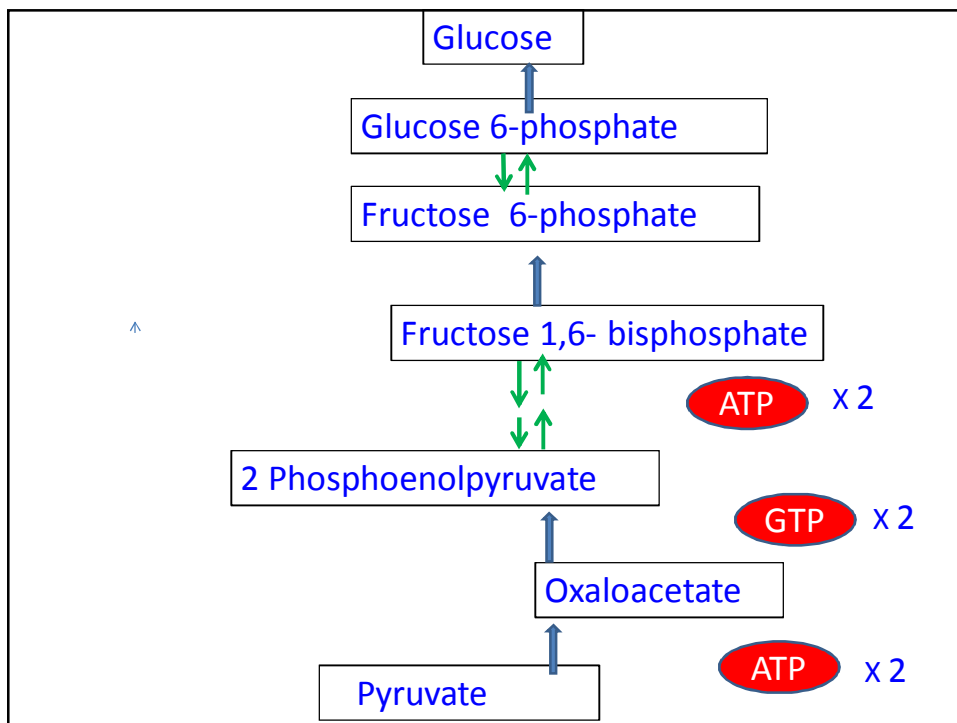 Glucose
Glucose 6-phosphate
Fructose 6-phosphate
Fructose 1,6- bisphosphate
ATP X 2
2 Phosphoenolpyruvate
GTP X 2
Oxaloacetate
ATP X 2
Pyruvate